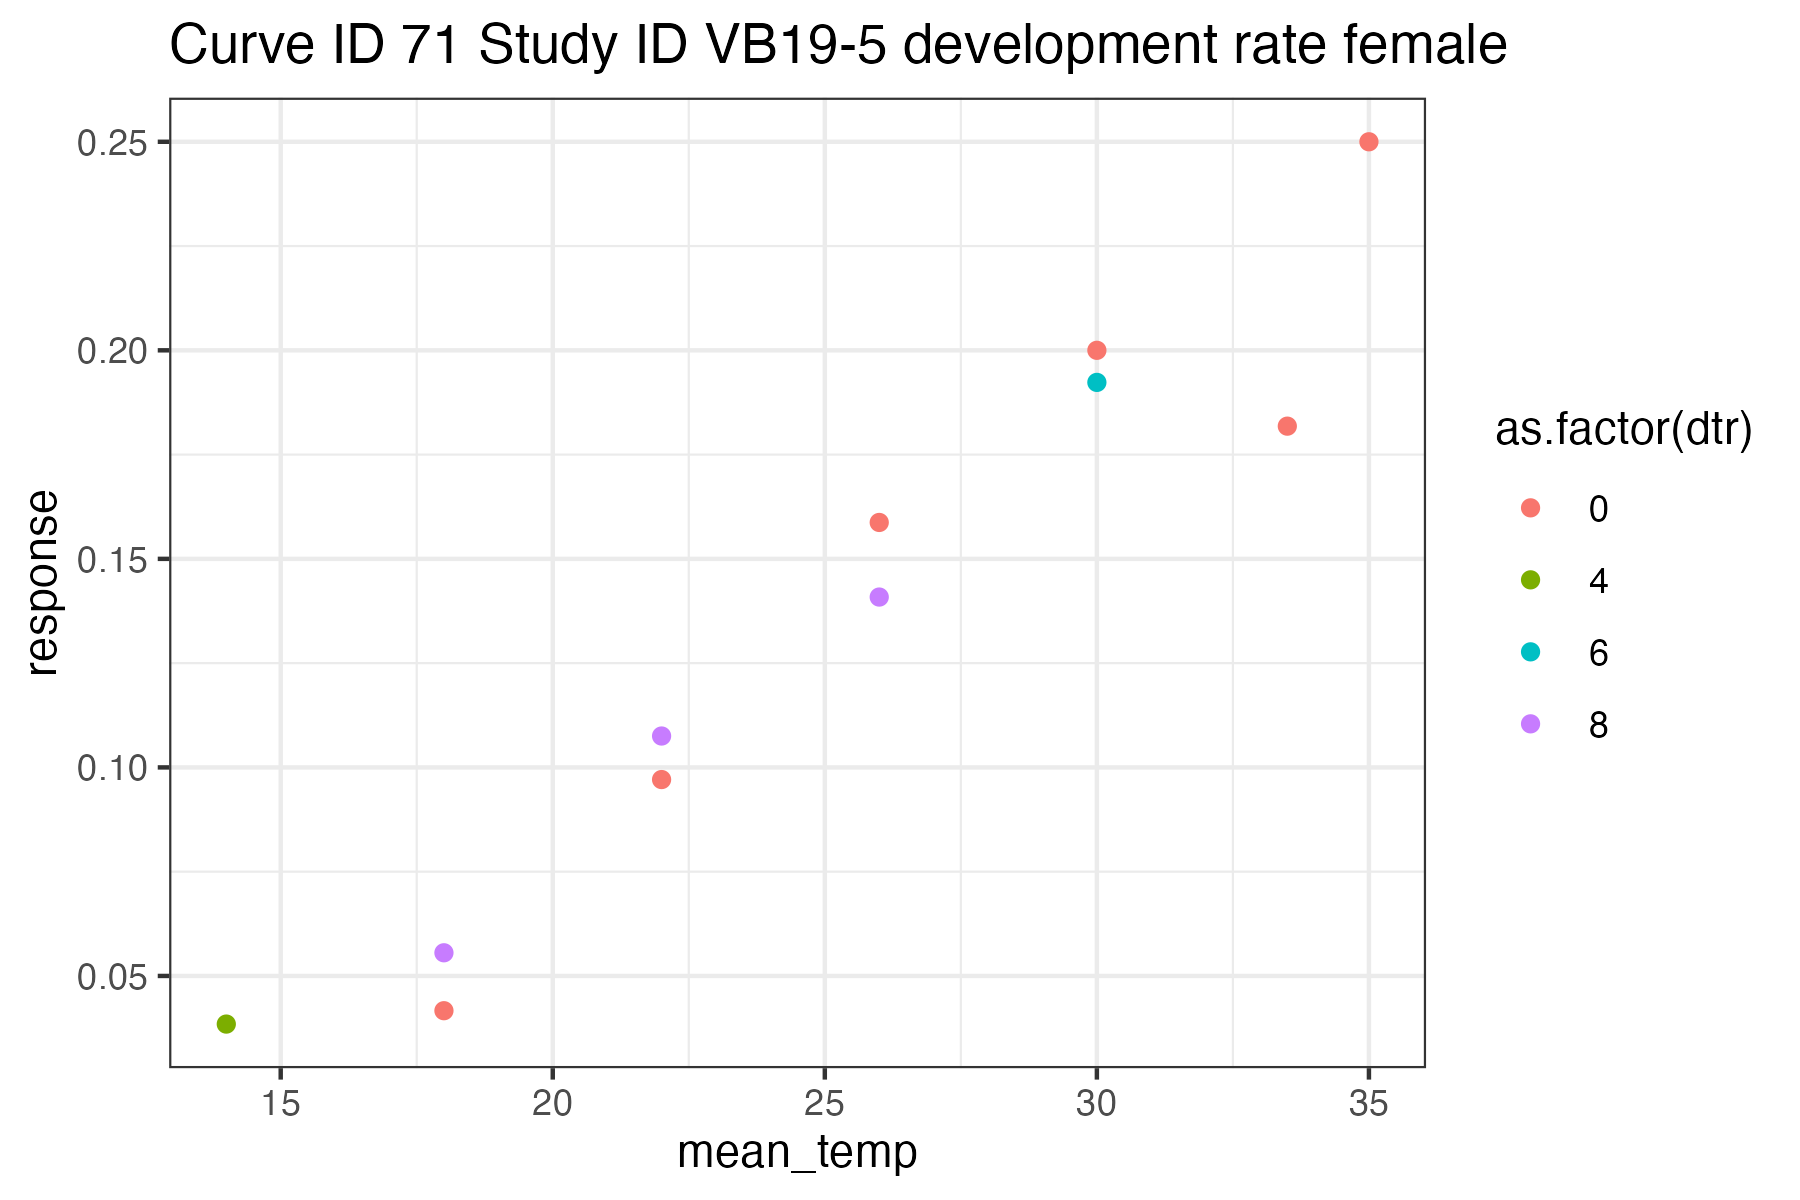 Curve ID 71 Study ID VB19-5 development rate female
0.25
0.20
0.15
0.10
0.05
response
15 20 25 30 35
mean_temp
as.factor(dtr)
0
4
6
8